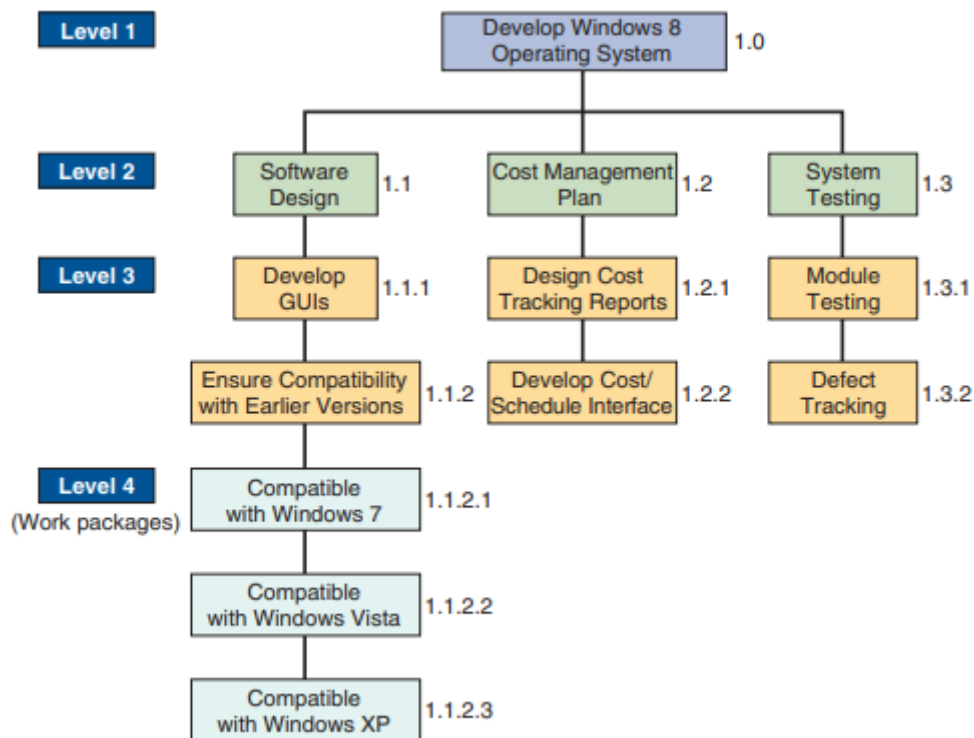 Level 1
Develop Windows 8
Operating System
1.0
Level 2
Software
Design
1.1
Cost Management
Plan
1.2
System
Testing
1.3
Level 3
Develop
GUIs
1.1.1
Design Cost
Tracking Reports
1.2.1
Module
Testing
1.3.1
Ensure Compatibility
with Earlier Versions
1.1.2
Develop Cost/
Schedule Interface
1.2.2
Defect
Tracking
1.3.2
Level 4
(Work packages)
Compatible
with Windows 7
1.1.2.1
Compatible
with Windows Vista
1.1.2.2
Compatible
with Windows XP
1.1.2.3